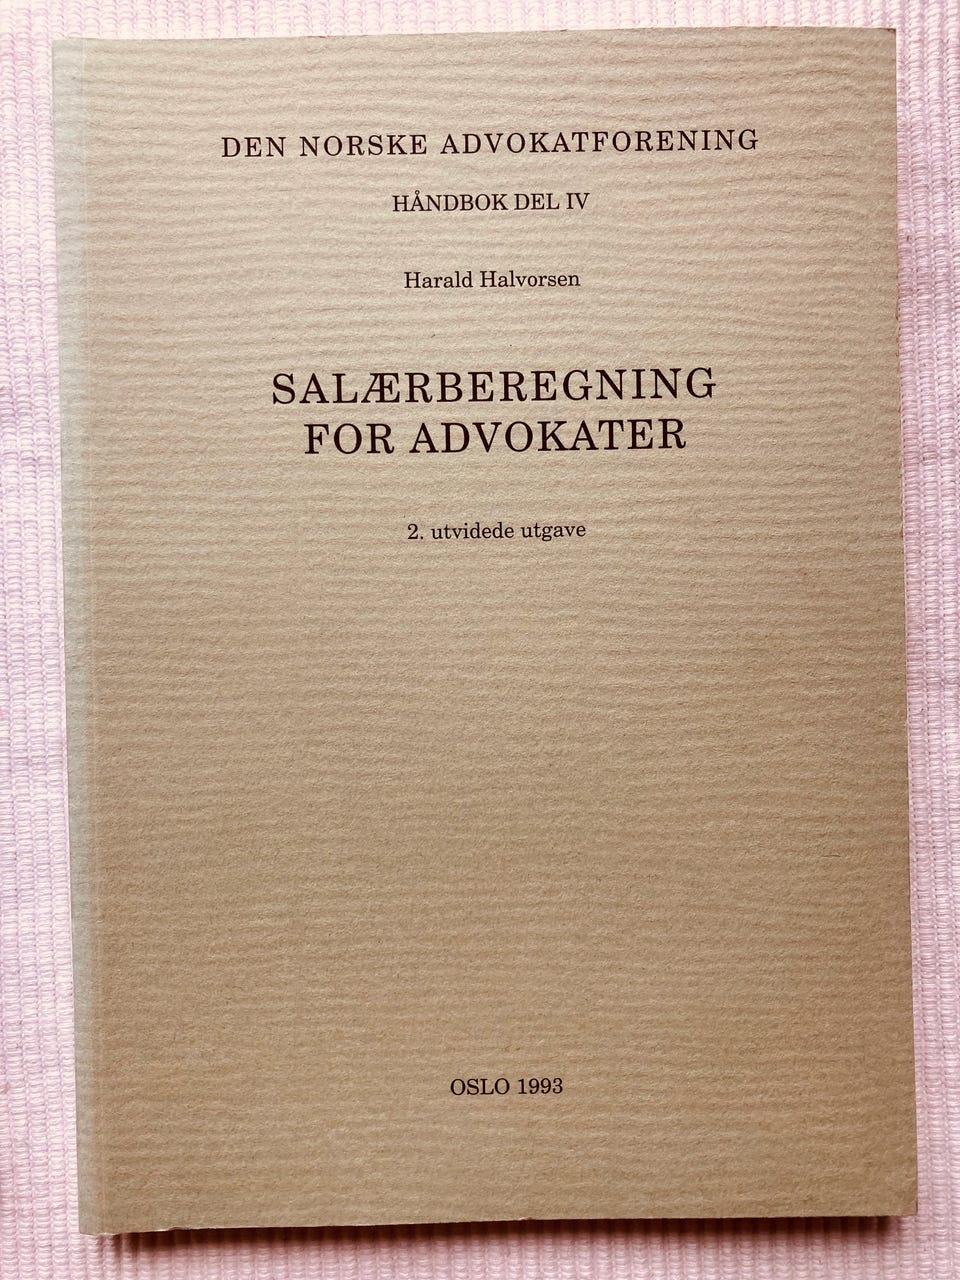 DEN NORSKE ADVOKATFORENING
HÅNDBOK DEL IV
Harald Halvorsen
SALÆRBEREGNING
FOR ADVOKATER
2. utvidede utgave
OSLO 1993